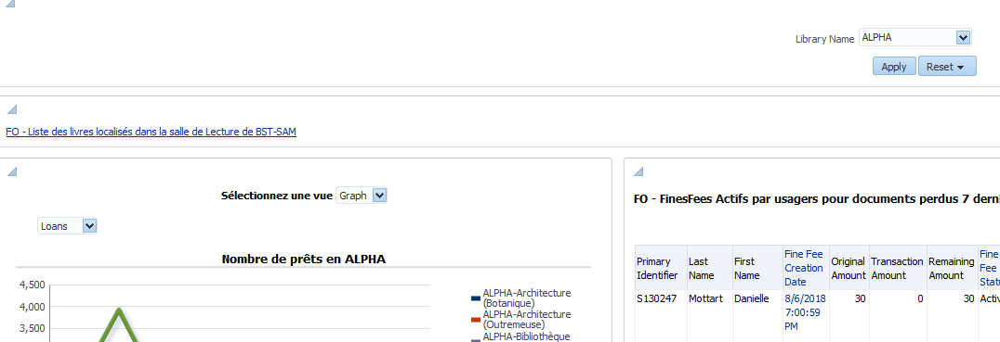 Library Name ALPHA
Apply Reset
FO - Liste des livres localisés dans la salle de Lecture de BST-SAM
Sélectionnez une vue Graph
Loans
Nombre de prêts en ALPHA
4,500
4,000
3,500
ALPHA-Architecture
(Botanique)
ALPHA-Architecture
(Outremeuse)
ALPHA-Bibliothèque
FO - FinesFees Actifs par usagers pour documents perdus 7 derni
Primary Identifier Last Name First Name Fine Fee Creation Date Original Amount Transaction Amount Remaining Amount Fine Fee Statu
S130247 Mottart Danielle 8/6/2018 7:00:59 PM 30 0 30 Activ